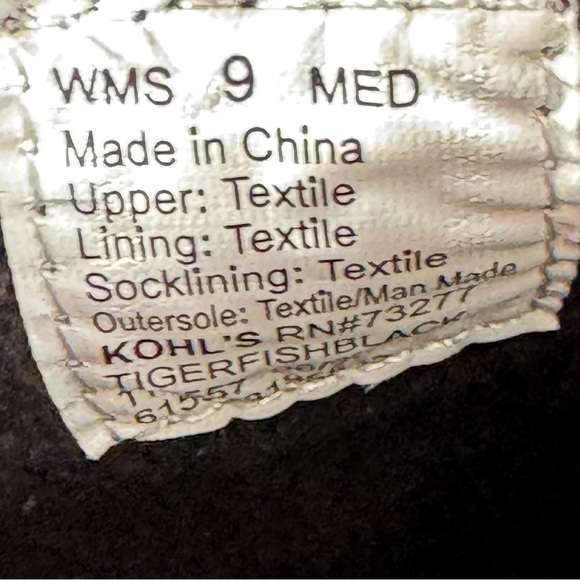 WMS 9 MED
Made in China
Upper: Textile
Lining: Textile
Socklining: Textile
Outersole: Textile/Man Made
KOHL'S RN#73277
TIGERFISHBLACK